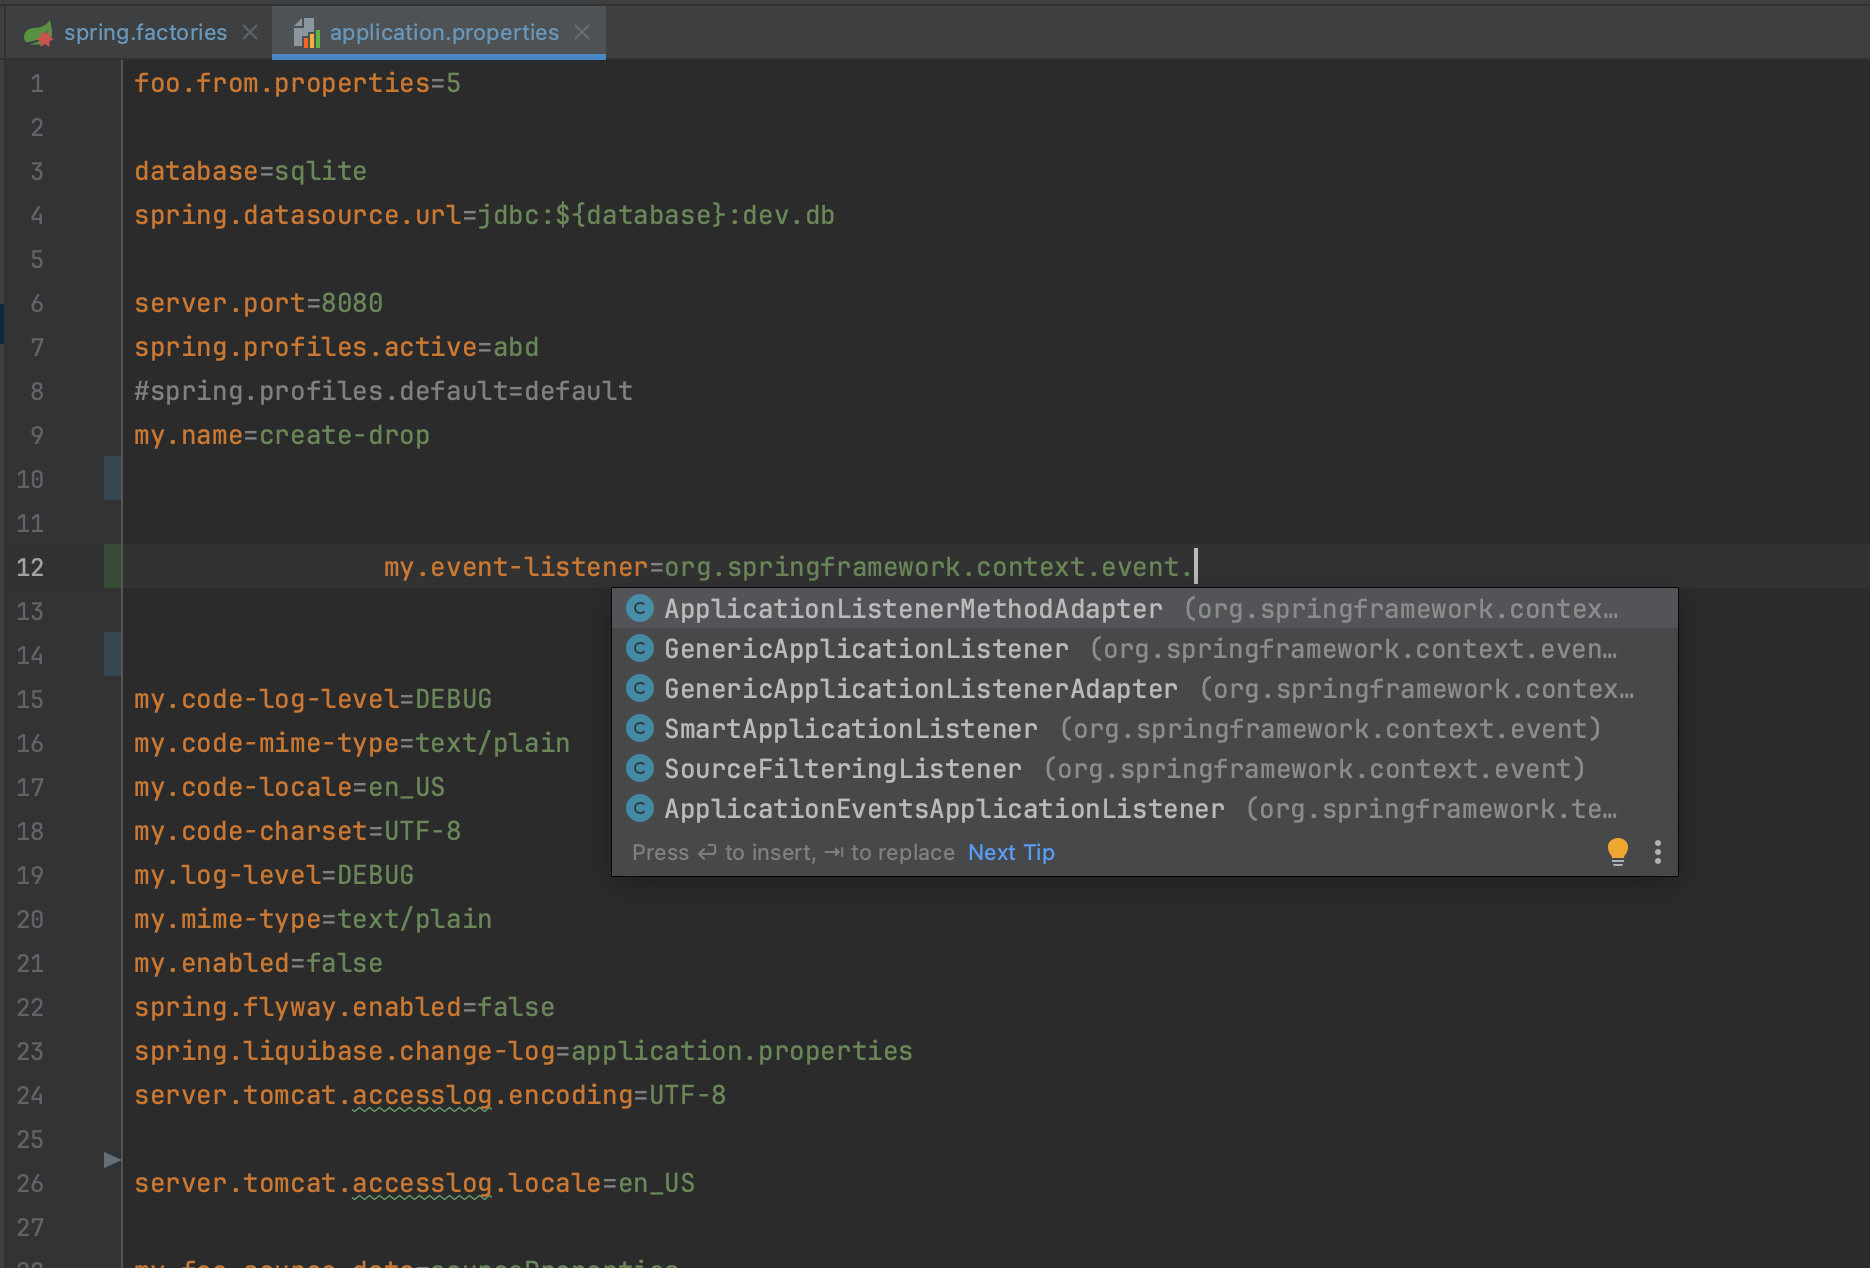 spring.factories
application.properties
1 foo.from.properties=5
2
3 database=sqlite
4 spring.datasource.url=jdbc:${database}:dev.db
5
6 server.port=8080
7 spring.profiles.active=abd
8 #spring.profiles.default=default
9 my.name=create-drop
10
11
12 my.event-listener=org.springframework.context.event.
13
14
ApplicationListenerMethodAdapter (org.springframework.contex…
GenericApplicationListener (org.springframework.context.even…
GenericApplicationListenerAdapter (org.springframework.contex…
SmartApplicationListener (org.springframework.context.event)
SourceFilteringListener (org.springframework.context.event)
ApplicationEventsApplicationListener (org.springframework.te…
Press ↵ to insert, ⇥ to replace Next Tip
15 my.code-log-level=DEBUG
16 my.code-mime-type=text/plain
17 my.code-locale=en_US
18 my.code-charset=UTF-8
19 my.log-level=DEBUG
20 my.mime-type=text/plain
21 my.enabled=false
22 spring.flyway.enabled=false
23 spring.liquibase.change-log=application.properties
24 server.tomcat.accesslog.encoding=UTF-8
25
26 server.tomcat.accesslog.locale=en_US
27